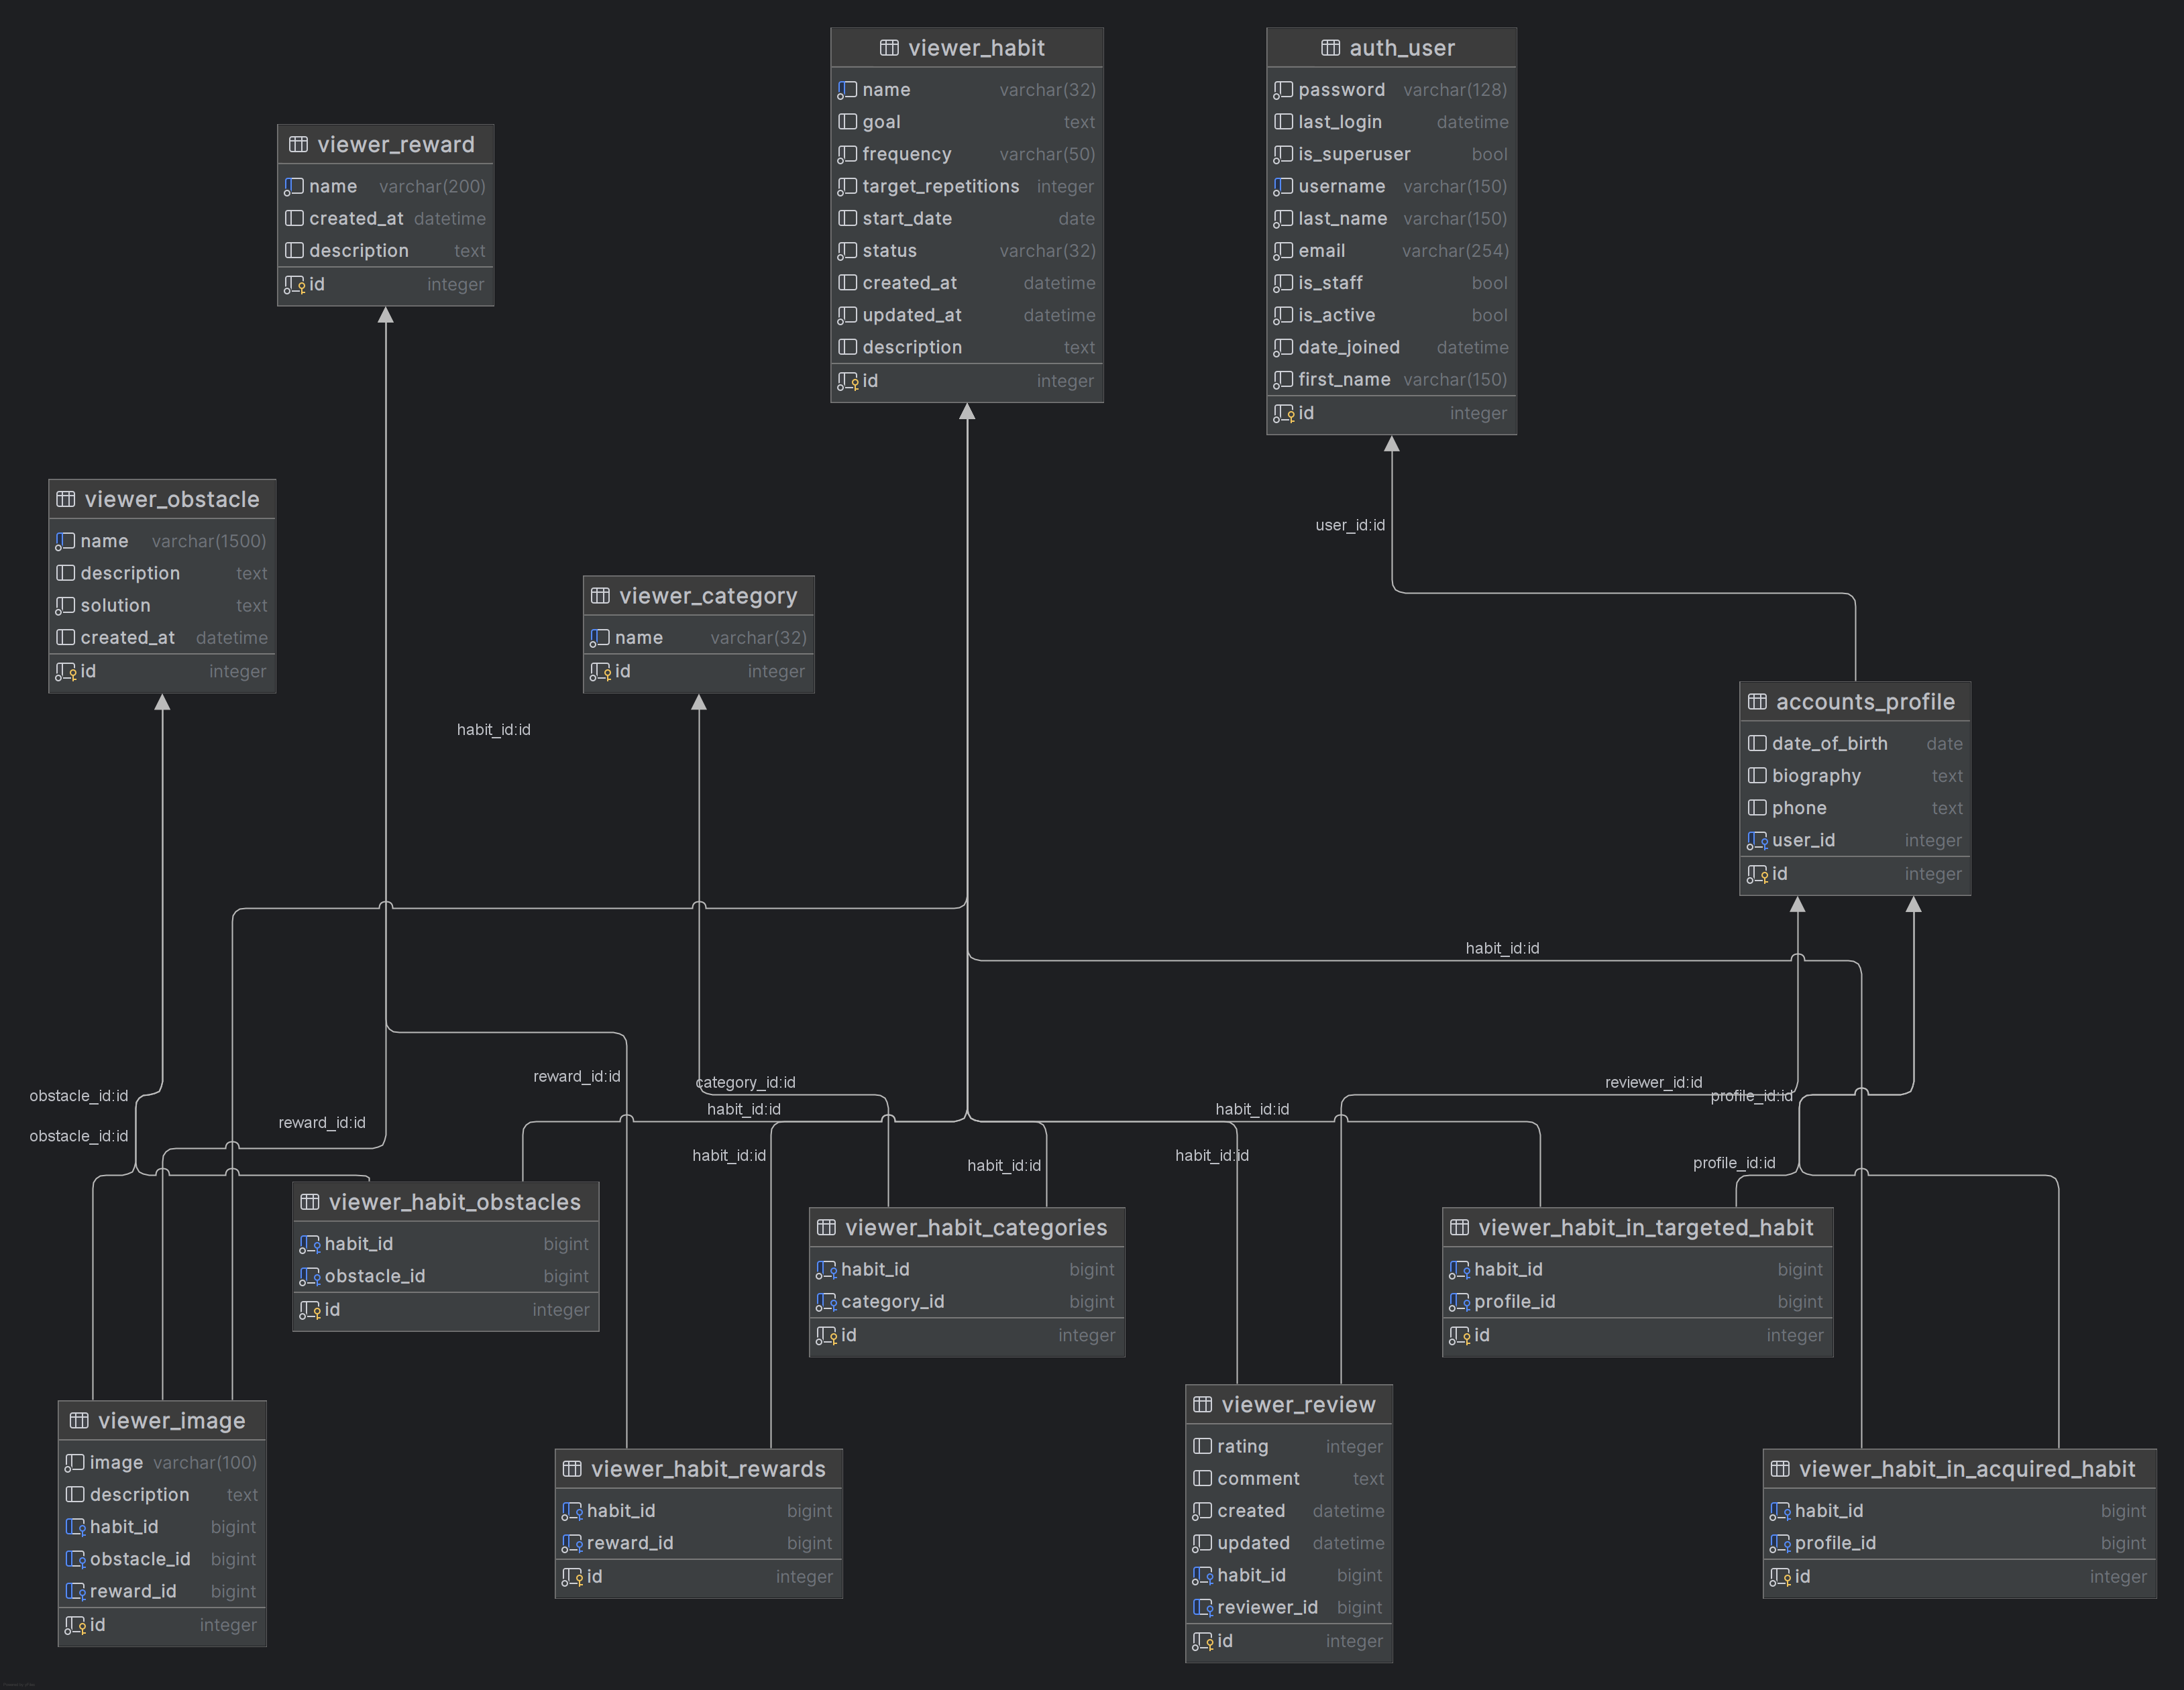 viewer_habit
name varchar(32)
goal text
frequency varchar(50)
target_repetitions integer
start_date date
status varchar(32)
created_at datetime
updated_at datetime
description text
id integer
auth_user
password varchar(128)
last_login datetime
is_superuser bool
username varchar(150)
last_name varchar(150)
email varchar(254)
is_staff bool
is_active bool
date_joined datetime
first_name varchar(150)
id integer
viewer_reward
name varchar(200)
created_at datetime
description text
id integer
viewer_obstacle
name varchar(1500)
description text
solution text
created_at datetime
id integer
user_id:id
viewer_category
name varchar(32)
id integer
accounts_profile
date_of_birth date
biography text
phone text
user_id integer
id integer
habit_id:id
habit_id:id
reward_id:id
category_id:id
reviewer_id:id
obstacle_id:id
profile_id:id
habit_id:id
habit_id:id
reward_id:id
obstacle_id:id
habit_id:id
habit_id:id
habit_id:id
profile_id:id
viewer_habit_obstacles
habit_id bigint
obstacle_id bigint
id integer
viewer_habit_categories
habit_id bigint
category_id bigint
id integer
viewer_habit_in_targeted_habit
habit_id bigint
profile_id bigint
id integer
viewer_image
image varchar(100)
description text
habit_id bigint
obstacle_id bigint
reward_id bigint
id integer
viewer_habit_rewards
habit_id bigint
reward_id bigint
id integer
viewer_review
rating integer
comment text
created datetime
updated datetime
habit_id bigint
reviewer_id bigint
id integer
viewer_habit_in_acquired_habit
habit_id bigint
profile_id bigint
id integer